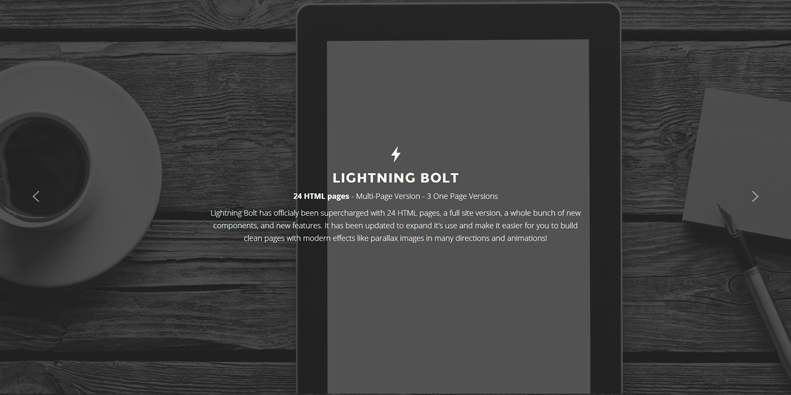 LIGHTNING BOLT
24 HTML pages - Multi-Page Version - 3 One Page Versions
Lightning Bolt has officialy been supercharged with 24 HTML pages, a full site version, a whole bunch of new
components, and new features. It has been updated to expand it's use and make it easier for you to build
clean pages with modern effects like parallax images in many directions and animations!